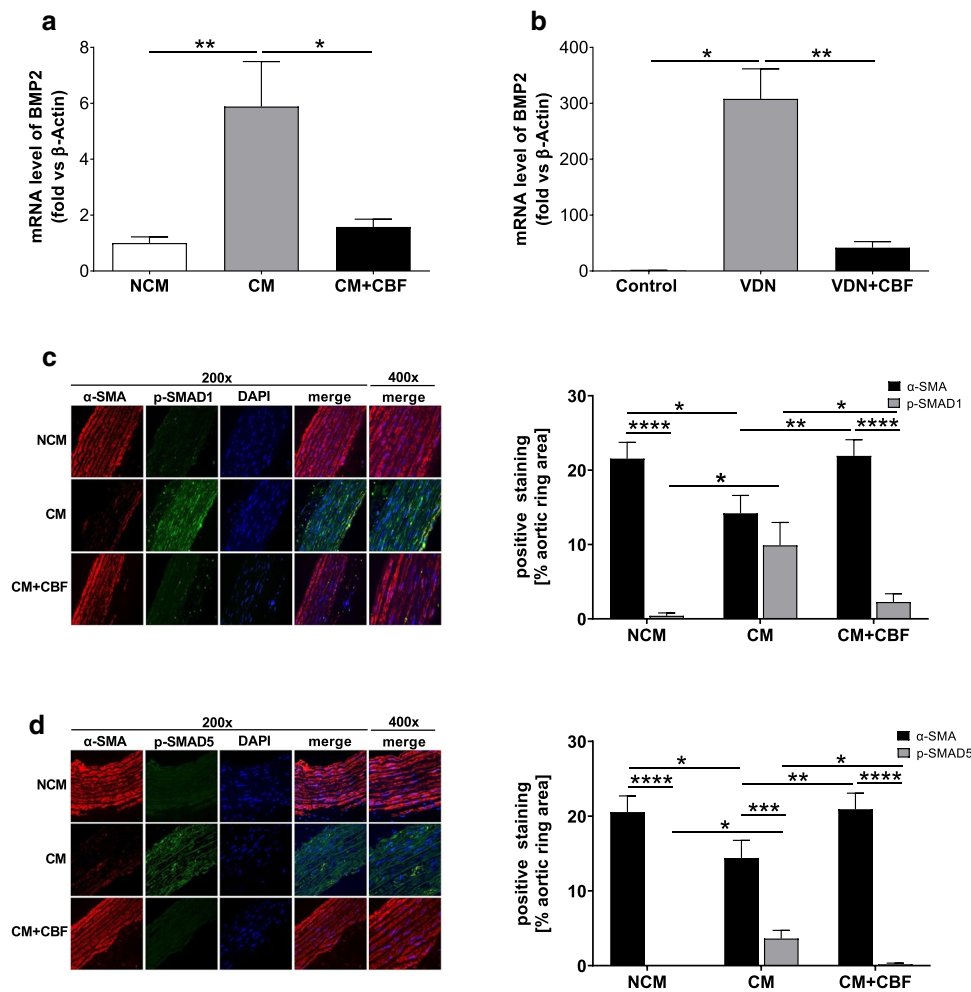 a
mRNA level of BMP2
(fold vs β-Actin)
8
6
4
2
0
** *
NCM CM CM+CBF
b
mRNA level of BMP2
(fold vs β-Actin)
400
300
200
100
0
* **
Control VDN VDN+CBF
c
200x 400x
α-SMA p-SMAD1 DAPI merge merge
NCM
CM
CM+CBF
α-SMA
p-SMAD1
positive staining
[% aortic ring area]
30
20
10
0
* *
**** ** ****
*
NCM CM CM+CBF
d
200x 400x
α-SMA p-SMAD5 DAPI merge merge
NCM
CM
CM+CBF
α-SMA
p-SMAD5
positive staining
[% aortic ring area]
30
20
10
0
* *
**** ** ****
***
*
NCM CM CM+CBF